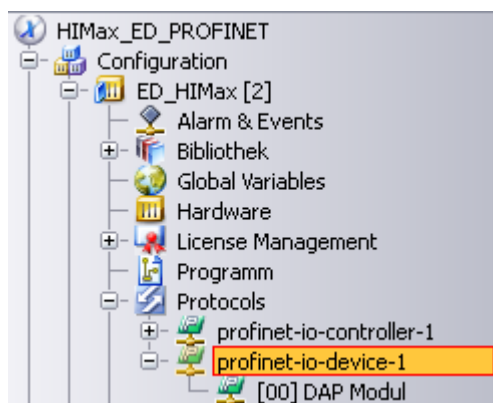 HIMax_ED_PROFINET
Configuration
ED_HIMax [2]
Alarm & Events
Bibliothek
Global Variables
Hardware
License Management
Programm
Protocols
profinet-io-controller-1
profinet-io-device-1
[00] DAP Modul